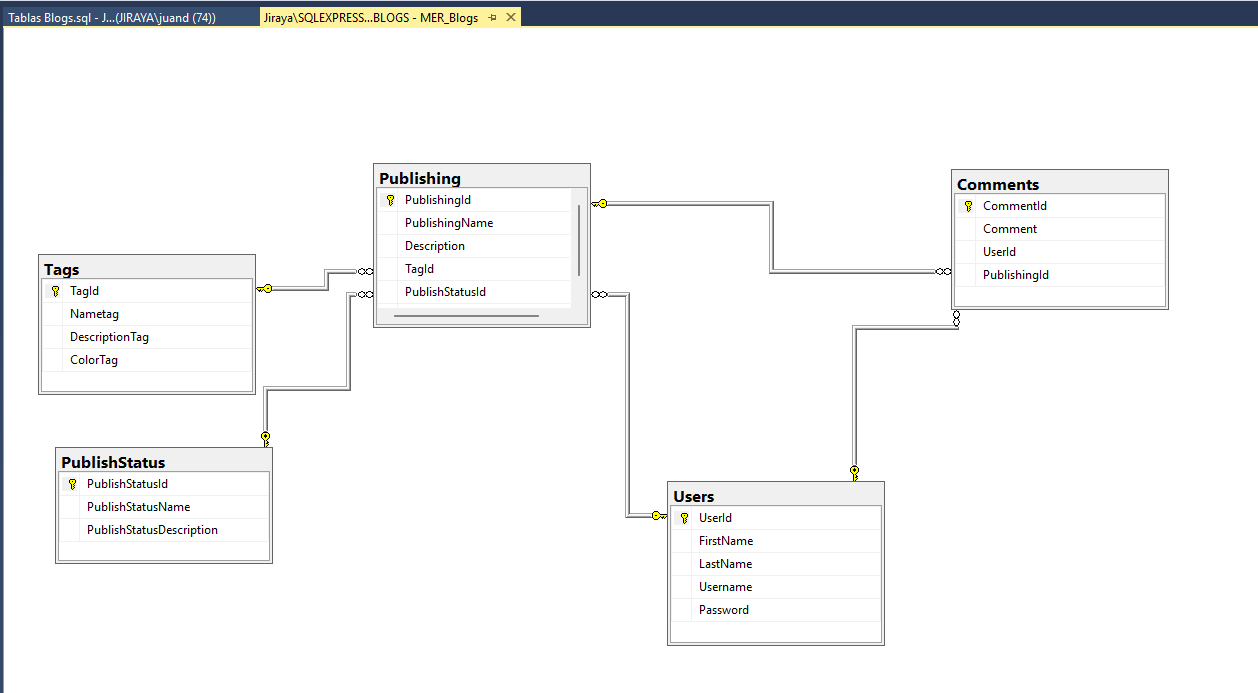 Tablas Blogs.sql - J...(JIRAYA\juand (74))
Jiraya\SQLEXPRESS...BLOGS - MER_Blogs
Publishing
PublishingId
PublishingName
Description
TagId
PublishStatusId
Comments
CommentId
Comment
UserId
PublishingId
Tags
TagId
Nametag
DescriptionTag
ColorTag
PublishStatus
PublishStatusId
PublishStatusName
PublishStatusDescription
Users
UserId
FirstName
LastName
Username
Password